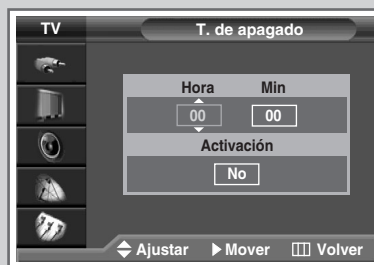 TV T. de apagado
Hora Min
00 00
Activación
No
Ajustar Mover Volver